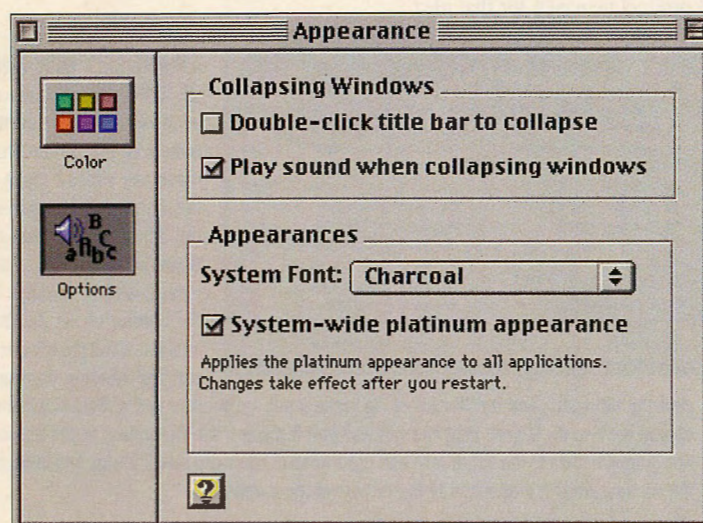 Appearance
Color
Options
Collapsing Windows
Double-click title bar to collapse
Play sound when collapsing windows
Appearances
System Font: Charcoal
System-wide platinum appearance
Applies the platinum appearance to all applications.
Changes take effect after you restart.
?